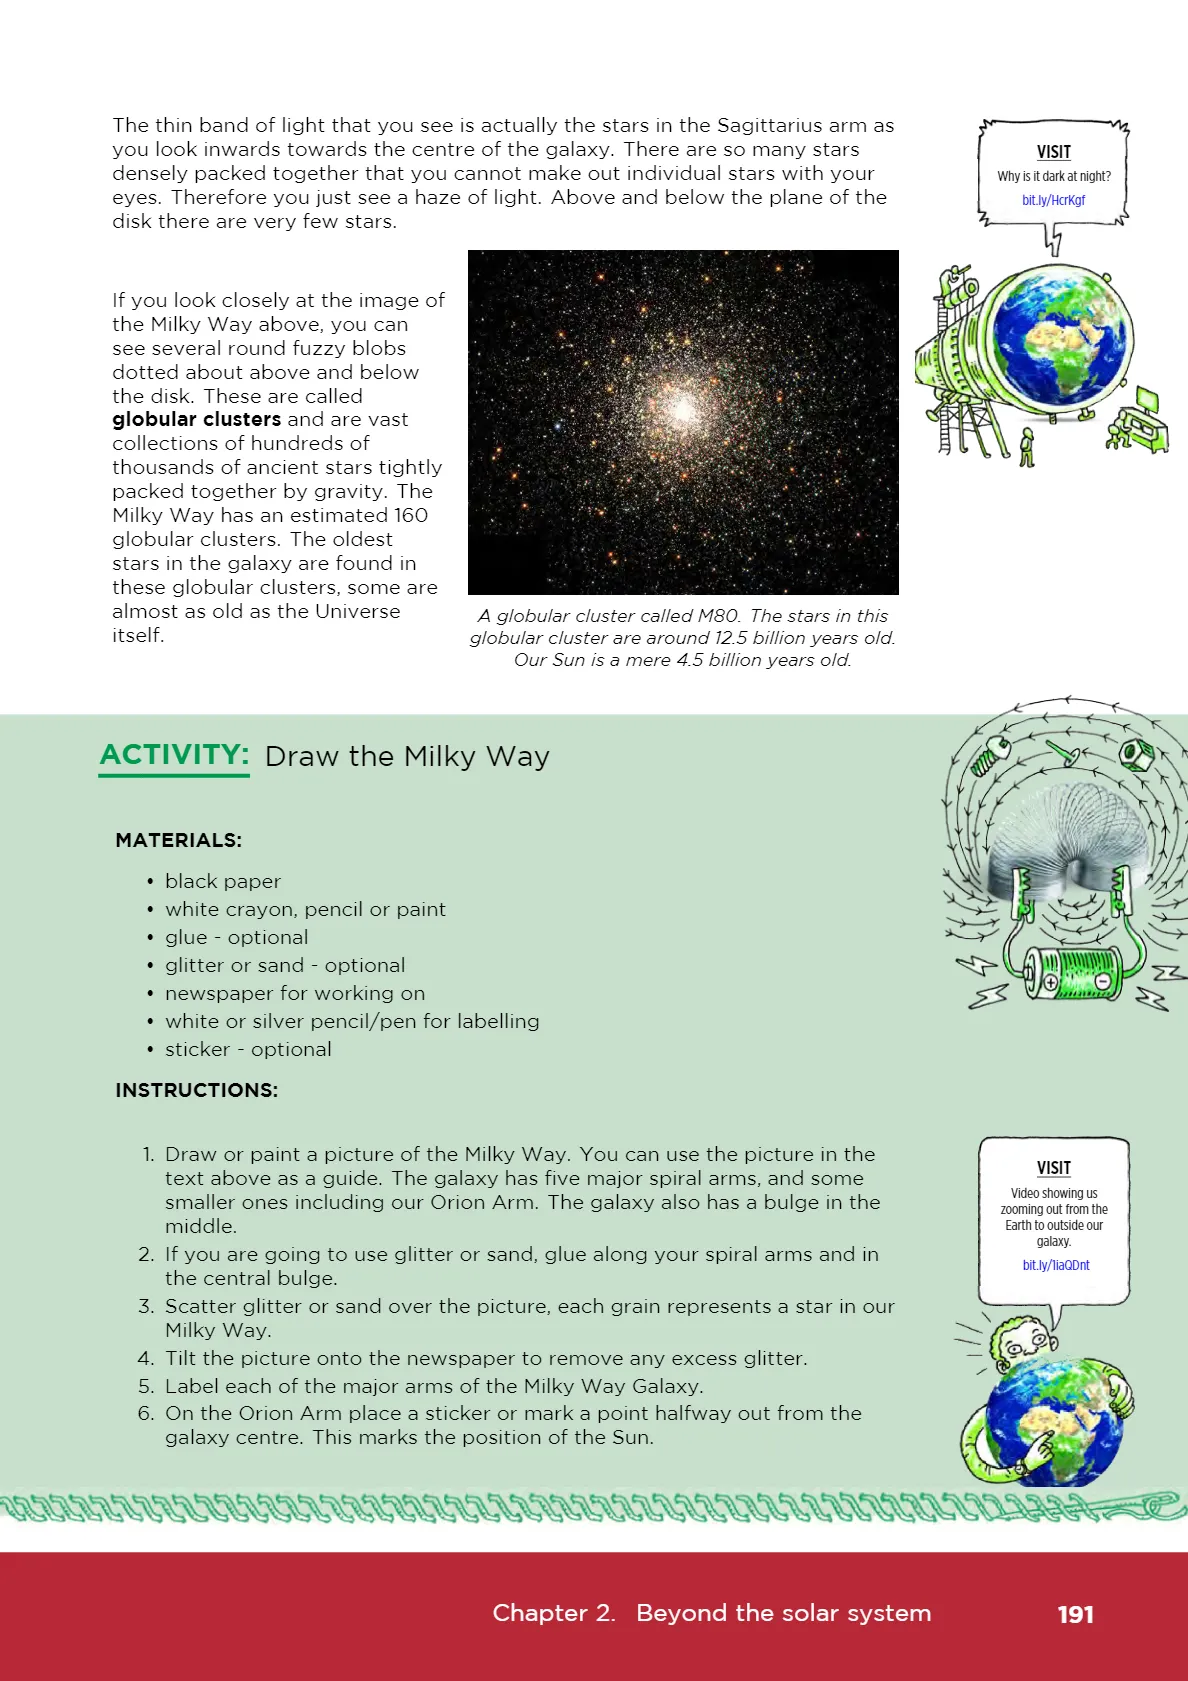 The thin band of light that you see is actually the stars in the Sagittarius arm as
you look inwards towards the centre of the galaxy. There are so many stars
densely packed together that you cannot make out individual stars with your
eyes. Therefore you just see a haze of light. Above and below the plane of the
disk there are very few stars.
VISIT
Why is it dark at night?
bit.ly/HcrKgf
If you look closely at the image of
the Milky Way above, you can
see several round fuzzy blobs
dotted about above and below
the disk. These are called
globular clusters and are vast
collections of hundreds of
thousands of ancient stars tightly
packed together by gravity. The
Milky Way has an estimated 160
globular clusters. The oldest
stars in the galaxy are found in
these globular clusters, some are
almost as old as the Universe
itself.
A globular cluster called M80. The stars in this
globular cluster are around 12.5 billion years old.
Our Sun is a mere 4.5 billion years old.
ACTIVITY: Draw the Milky Way
MATERIALS:
• black paper
• white crayon, pencil or paint
• glue - optional
• glitter or sand - optional
• newspaper for working on
• white or silver pencil/pen for labelling
• sticker - optional
INSTRUCTIONS:
1. Draw or paint a picture of the Milky Way. You can use the picture in the
text above as a guide. The galaxy has five major spiral arms, and some
smaller ones including our Orion Arm. The galaxy also has a bulge in the
middle.
2. If you are going to use glitter or sand, glue along your spiral arms and in
the central bulge.
3. Scatter glitter or sand over the picture, each grain represents a star in our
Milky Way.
4. Tilt the picture onto the newspaper to remove any excess glitter.
5. Label each of the major arms of the Milky Way Galaxy.
6. On the Orion Arm place a sticker or mark a point halfway out from the
galaxy centre. This marks the position of the Sun.
VISIT
Video showing us
zooming out from the
Earth to outside our
galaxy.
bit.ly/1iaQDnt
Chapter 2. Beyond the solar system 191